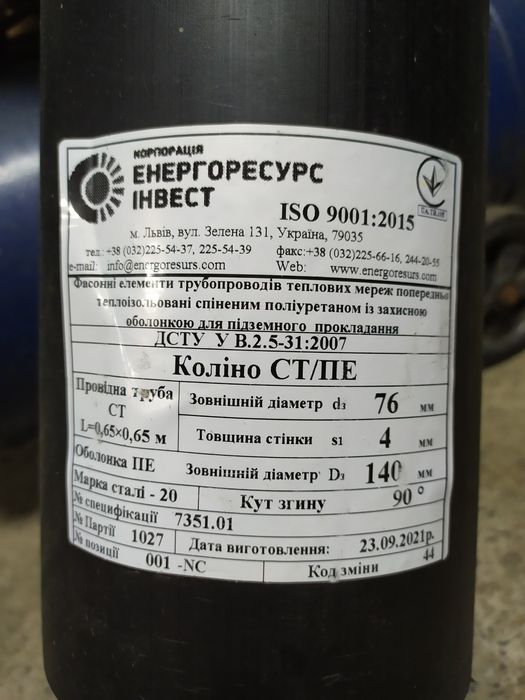 КОРПОРАЦІЯ
ЕНЕРГОРЕСУРС
ІНВЕСТ
ISO 9001:2015
м. Львів, вул. Зелена 131, Україна, 79035
тел.: +38 (032)225-54-37, 225-54-39 факс:+38 (032)225-66-16, 244-20-55
e-mail: info@energoresurs.com Web: www.energoresurs.com
Фасонні елементи трубопроводів теплових мереж попередньо
теплоізольовані спіненим поліуретаном із захисною
оболонкою для підземного прокладання
ДСТУ У В.2.5-31:2007
Коліно СТ/ПЕ
Провідна труба
СТ
L=0,65×0,65 м
Зовнішній діаметр d₃ 76 мм
Товщина стінки s1 4 мм
Оболонка ПЕ Зовнішній діаметр D₃ 140 мм
Марка сталі - 20 Кут згину 90 °
№ специфікації 7351.01
№ Партії 1027 Дата виготовлення: 23.09.2021р.
№ позиції 001 -NC Код зміни 44